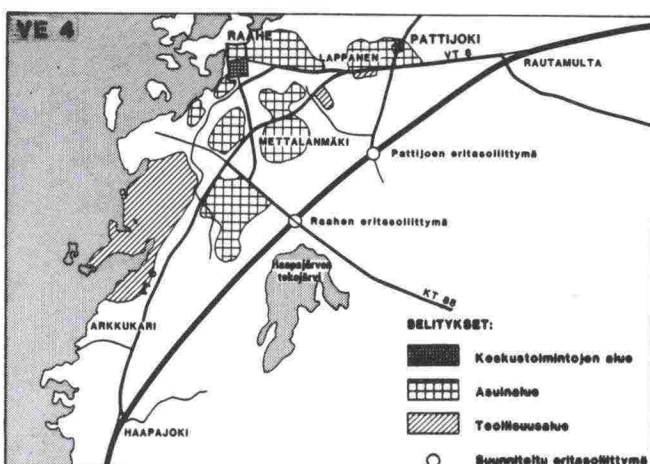 VE 4
RAAHE
PATTIJOKI
LAPPANEN
VT 8
RAUTAMULTA
METTALANMÄKI
Pattijoen eritasoliittymä
Raahen eritasoliittymä
Haapajärven
tekojärvi
KT 88
ARKKUKARI
HAAPAJOKI
SELITYKSET:
Keskustoimintojen alue
Asuinalue
Teollisuusalue
Suunniteltu eritasoliittymä